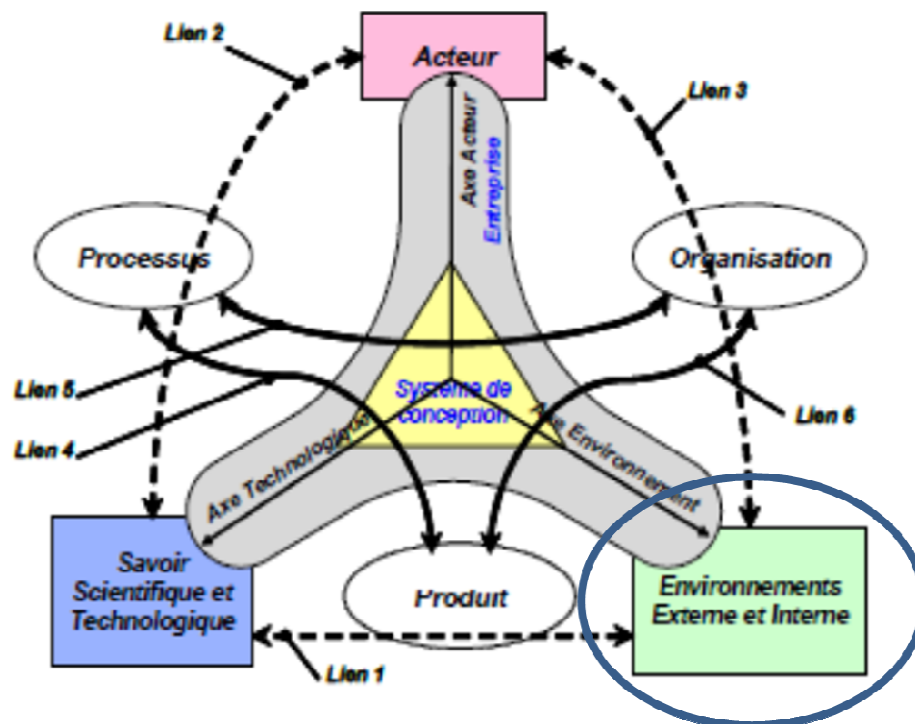 Lien 2
Acteur
Lien 3
Axe Acteur
Entreprise
Processus
Organisation
Lien 5
Lien 4
Système de
conception
Lien 6
Axe Technologique
Axe Environnement
Savoir
Scientifique et
Technologique
Produit
Environnements
Externe et Interne
Lien 1